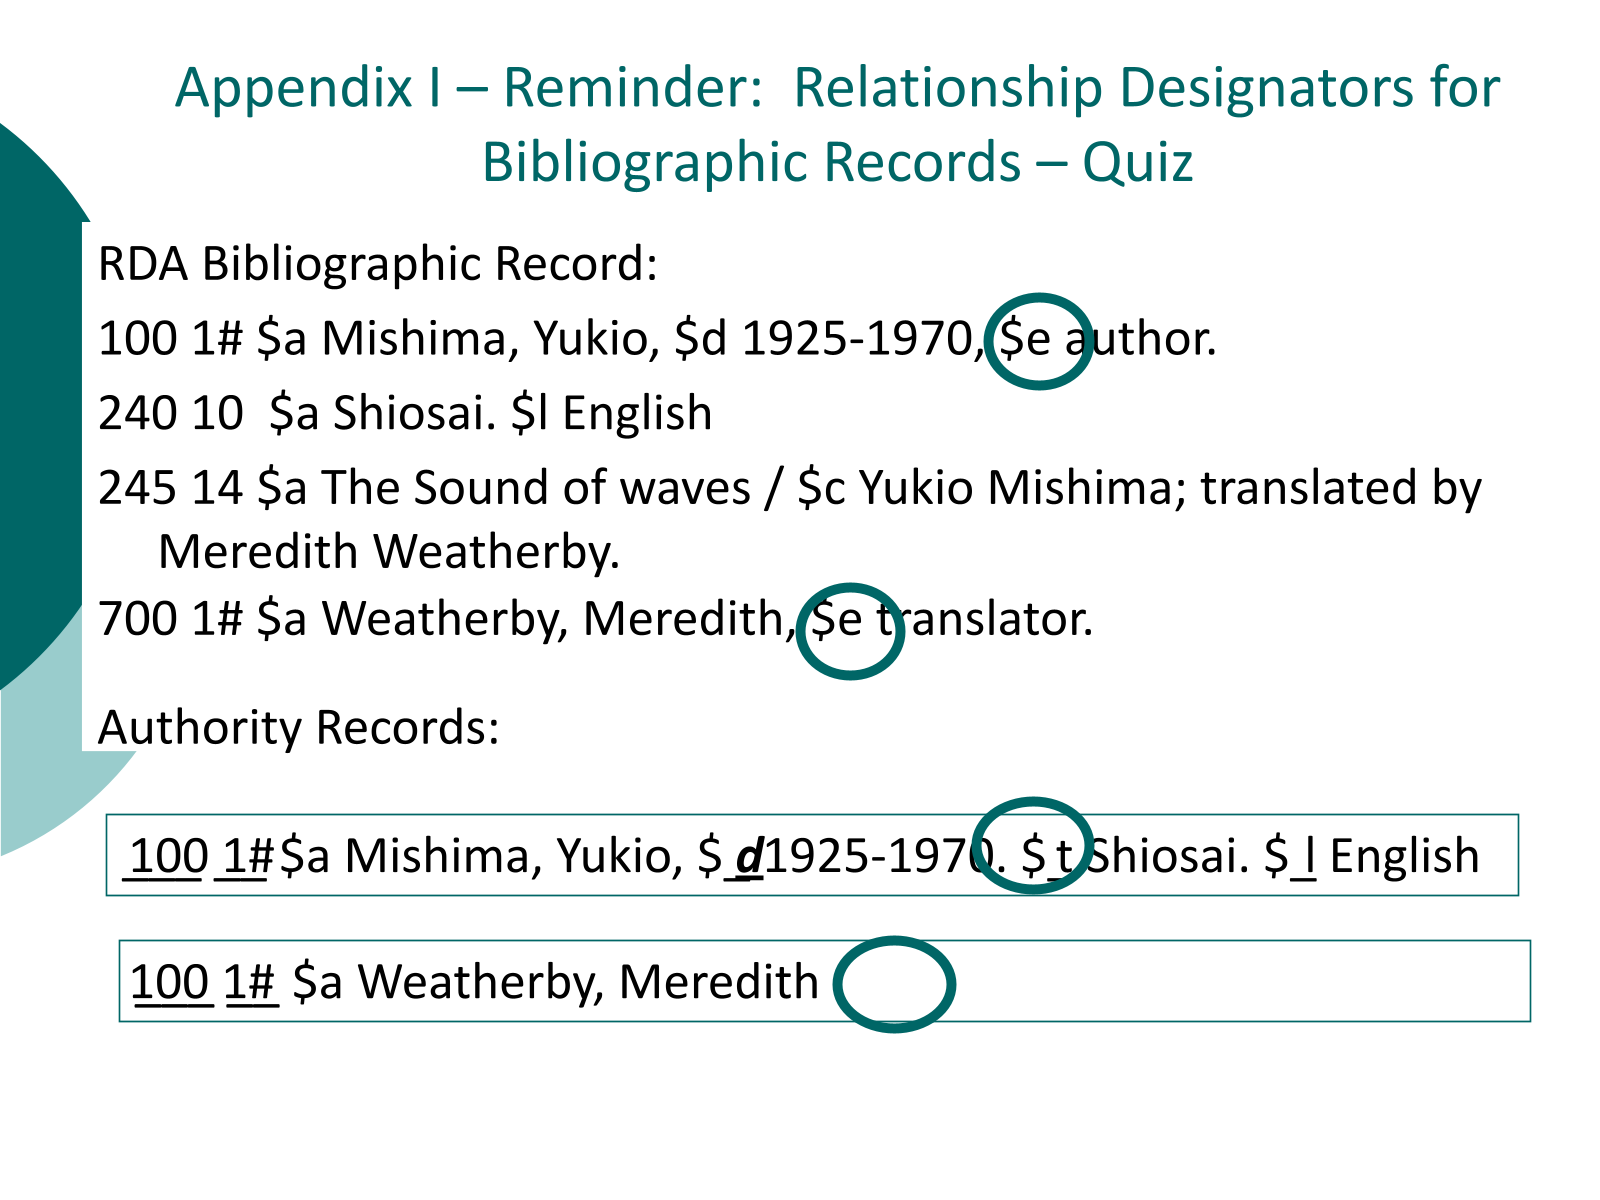 Appendix I – Reminder:  Relationship Designators for
Bibliographic Records – Quiz
RDA Bibliographic Record:
100 1# $a Mishima, Yukio, $d 1925-1970, $e author.
240 10  $a Shiosai. $l English
245 14 $a The Sound of waves / $c Yukio Mishima; translated by
Meredith Weatherby.
700 1# $a Weatherby, Meredith, $e translator.
Authority Records:
100 1# $a Mishima, Yukio, $ d 1925-1970. $ t Shiosai. $ l English
100 1# $a Weatherby, Meredith